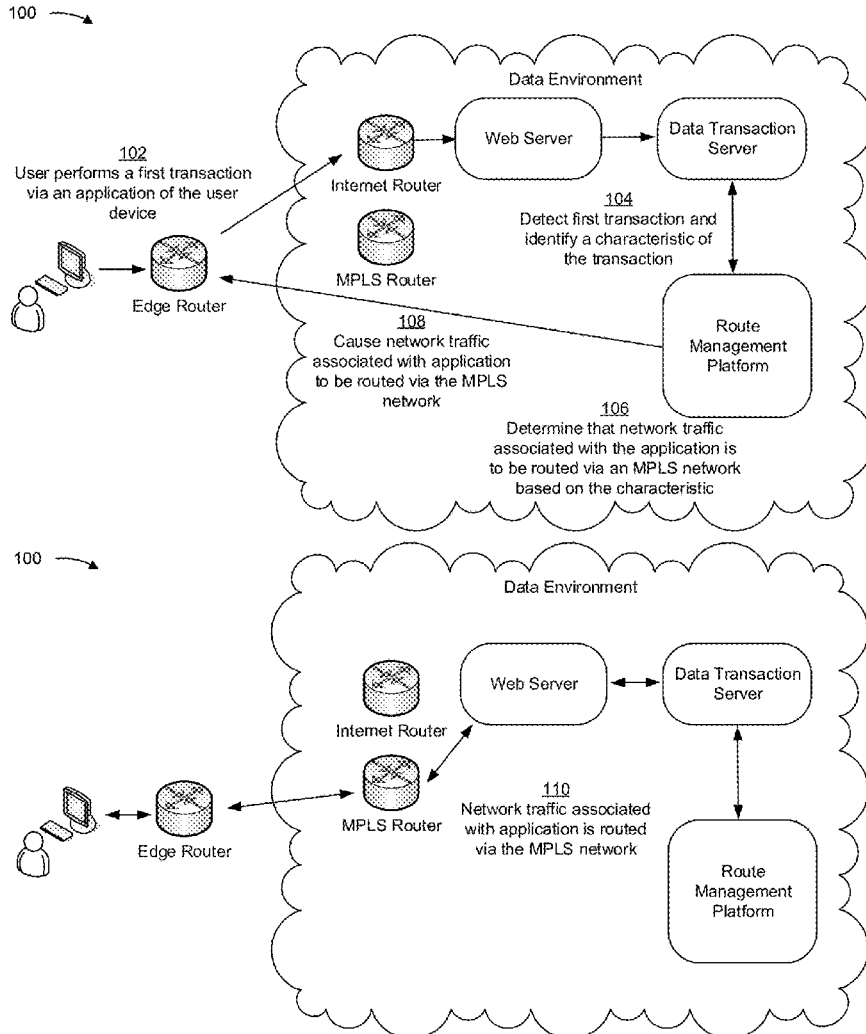 100
Data Environment
102
User performs a first transaction
via an application of the user
device
Internet Router
Web Server
Data Transaction
Server
104
Detect first transaction and
identify a characteristic of
the transaction
MPLS Router
Edge Router
108
Cause network traffic
associated with application
to be routed via the MPLS
network
Route
Management
Platform
106
Determine that network traffic
associated with the application is
to be routed via an MPLS network
based on the characteristic
100
Data Environment
Internet Router
Web Server
Data Transaction
Server
Edge Router
MPLS Router
110
Network traffic associated
with application is routed
via the MPLS network
Route
Management
Platform